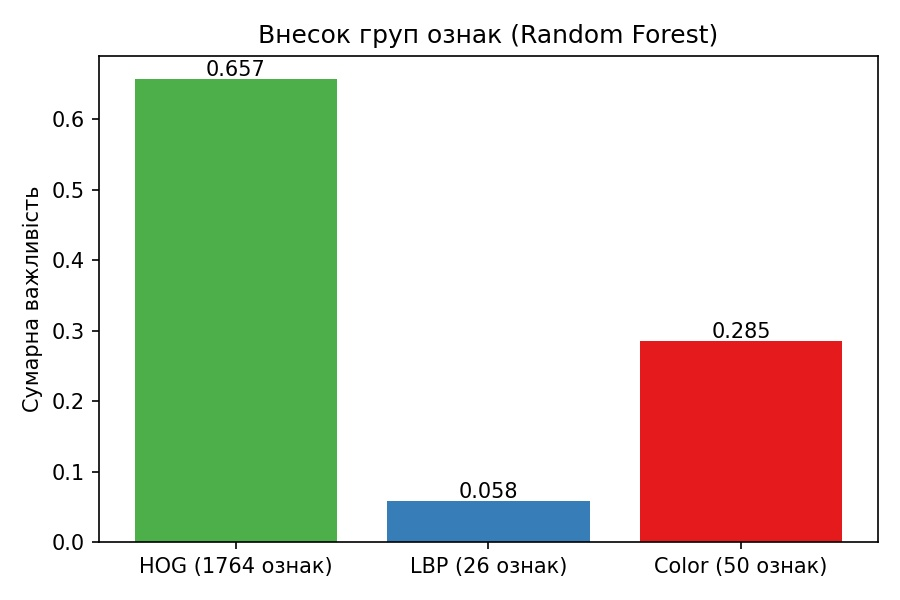 Внесок груп ознак (Random Forest)
Сумарна важливість
0.6
0.5
0.4
0.3
0.2
0.1
0.0
0.657
0.058
0.285
HOG (1764 ознак)
LBP (26 ознак)
Color (50 ознак)